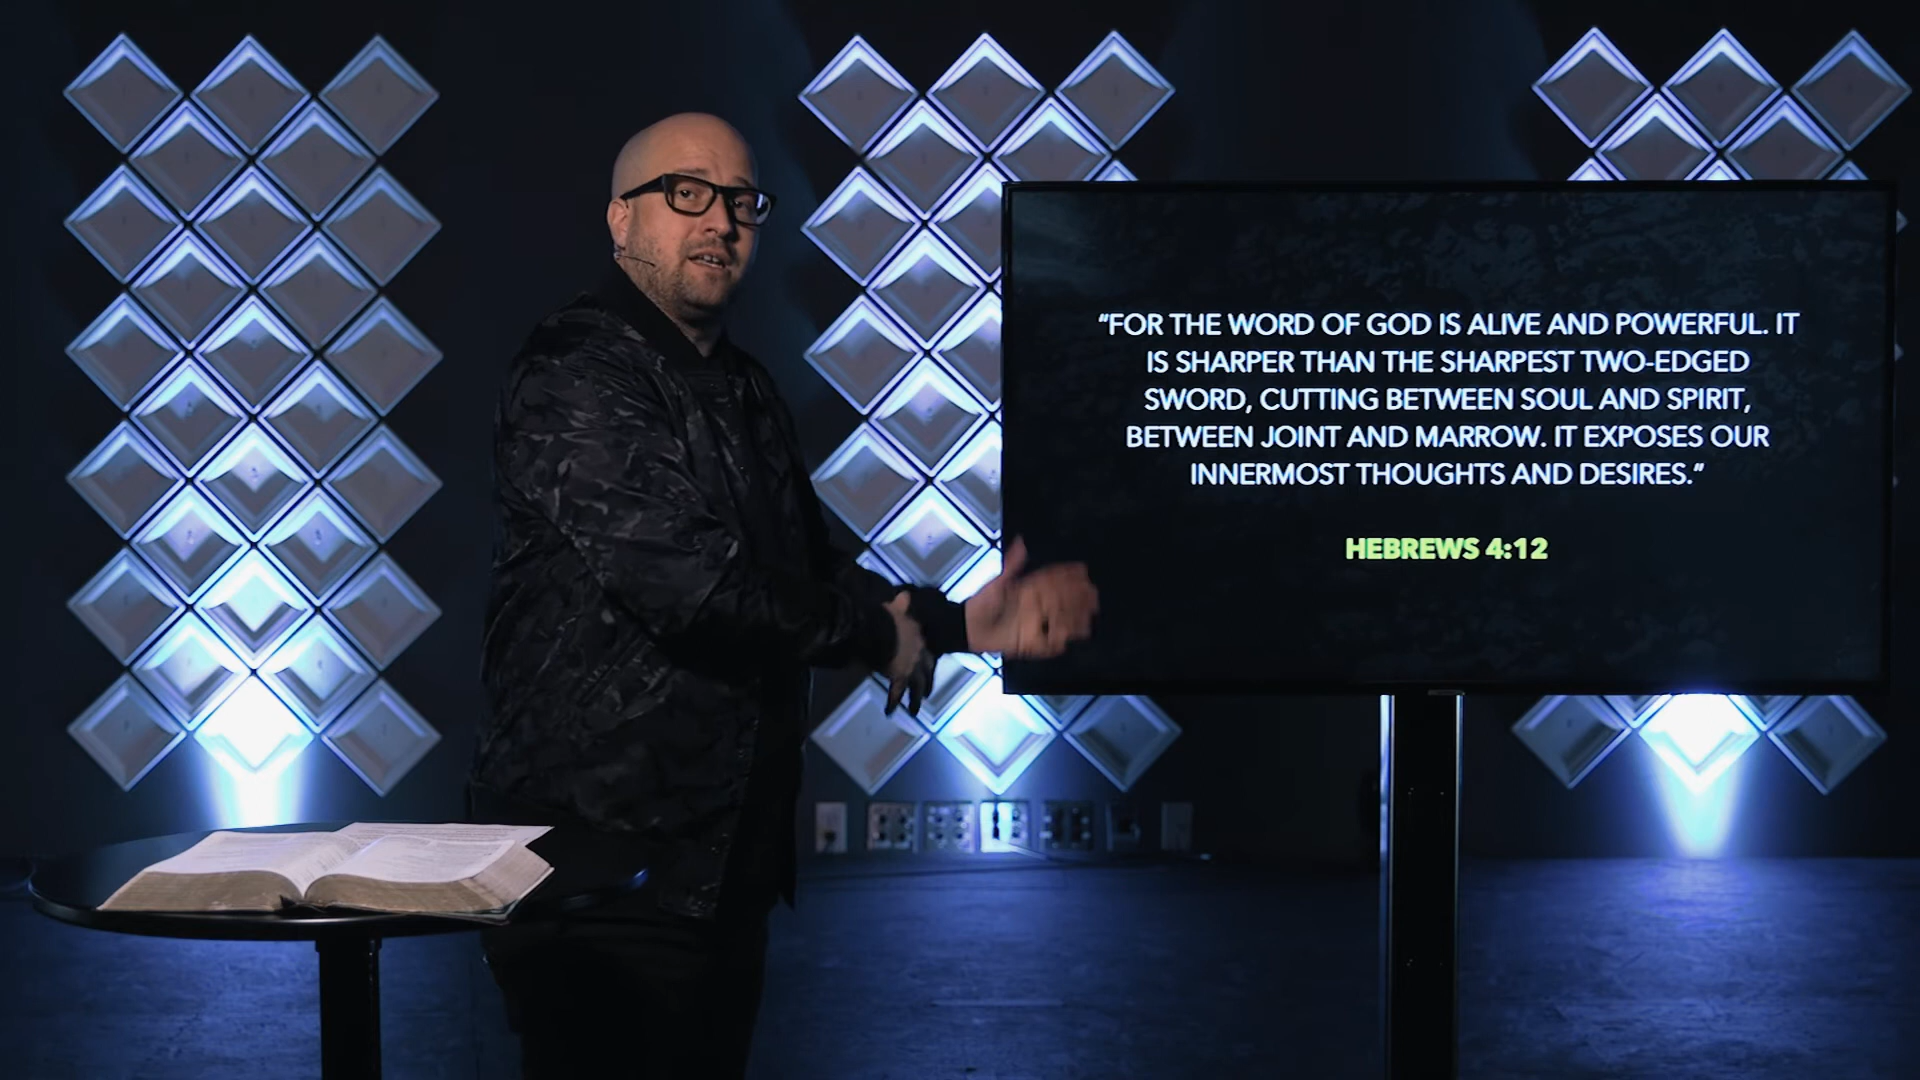 “FOR THE WORD OF GOD IS ALIVE AND POWERFUL. IT
IS SHARPER THAN THE SHARPEST TWO-EDGED
SWORD, CUTTING BETWEEN SOUL AND SPIRIT,
BETWEEN JOINT AND MARROW. IT EXPOSES OUR
INNERMOST THOUGHTS AND DESIRES.”
HEBREWS 4:12